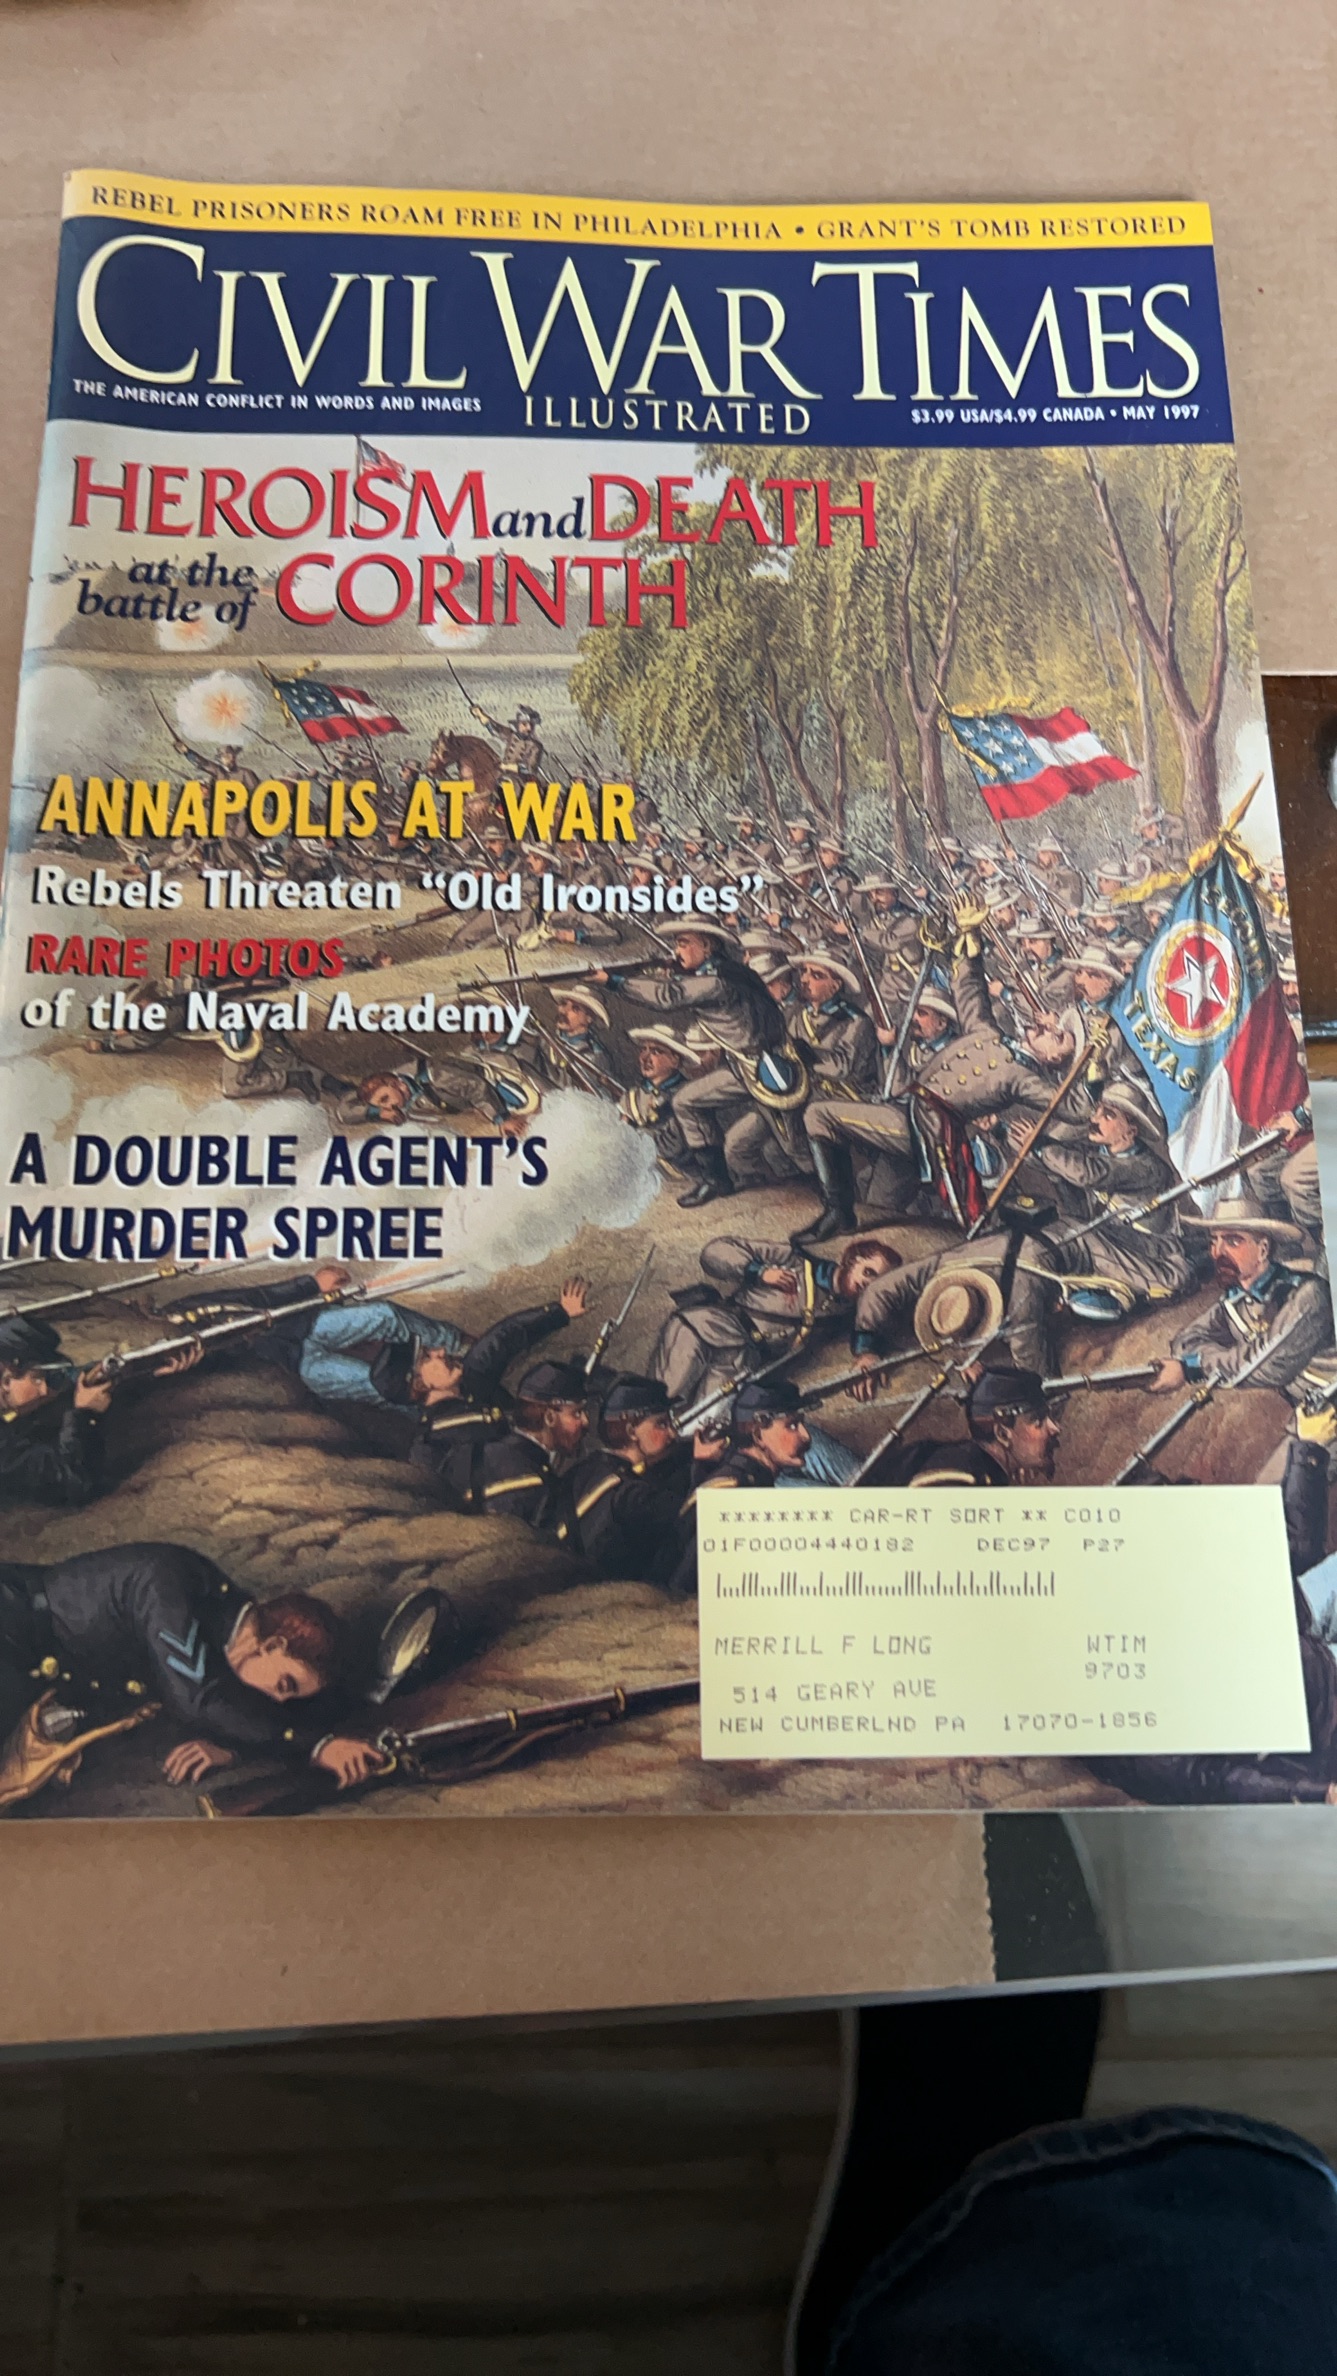 REBEL PRISONERS ROAM FREE IN PHILADELPHIA • GRANT'S TOMB RESTORED
CIVIL WAR TIMES
THE AMERICAN CONFLICT IN WORDS AND IMAGES
ILLUSTRATED
$3.99 USA/$4.99 CANADA • MAY 1997
HEROISM and DEATH
at the
battle of CORINTH
ANNAPOLIS AT WAR
Rebels Threaten “Old Ironsides”
RARE PHOTOS
of the Naval Academy
TEXAS
A DOUBLE AGENT'S
MURDER SPREE
******** CAR-RT SORT ** C010
01F00004440182 DEC97 P27
MERRILL F LONG WTIM
9703
514 GEARY AVE
NEW CUMBERLND PA 17070-1856